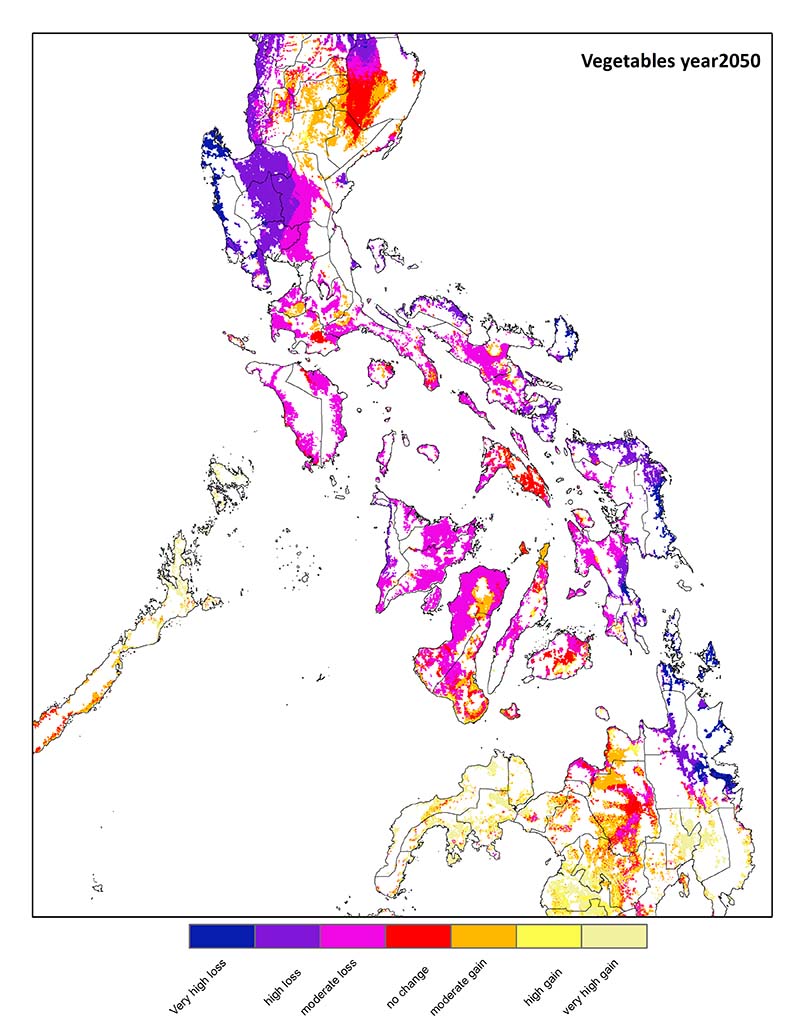 Vegetables year2050
Very high loss
high loss
moderate loss
no change
moderate gain
high gain
very high gain